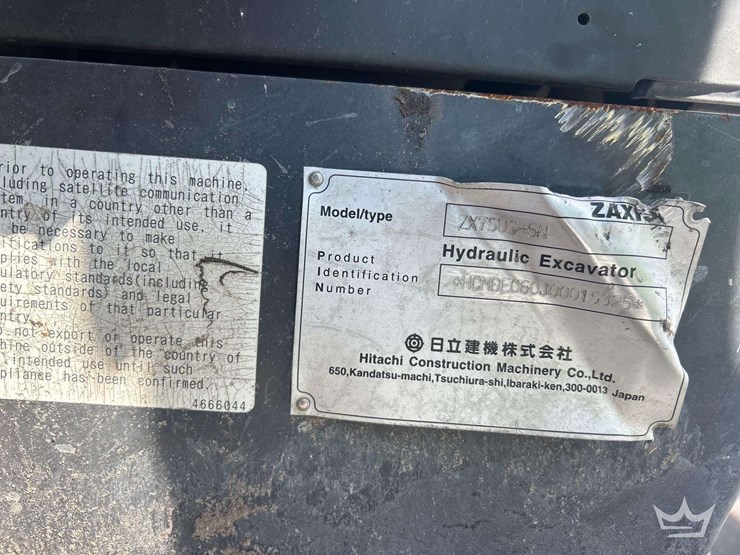 rior to operating this machine,
luding satellite communication
tem, in a country other than a
ntry of its intended use, it
be necessary to make
ifications to it so that it
plies with the local
ulatory standards(including
ety standards) and legal
uirements of that particular
ntry.
not export or operate this
hine outside of the country of
intended use until such
pliance has been confirmed.
4666044
ZAXIS
Model/type
ZX75US-5N
Hydraulic Excavator
Product
Identification
Number
日立建機株式会社
Hitachi Construction Machinery Co.,Ltd.
650,Kandatsu-machi,Tsuchiura-shi,Ibaraki-ken,300-0013 Japan